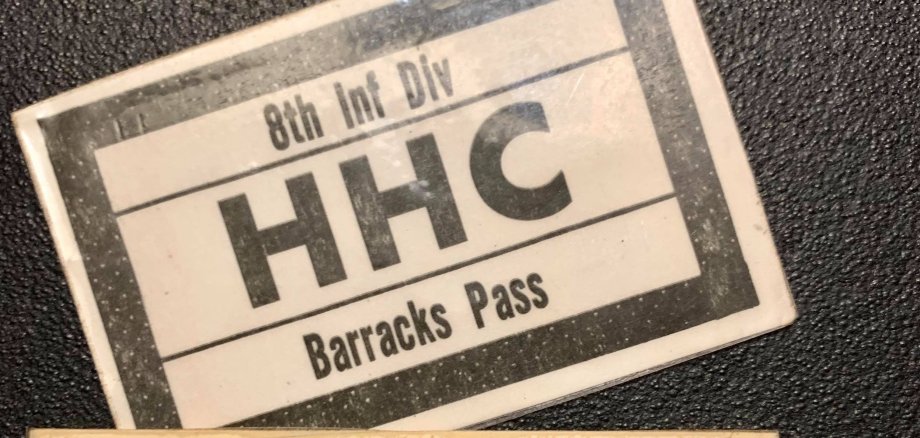 8th Inf Div
HHC
Barracks Pass